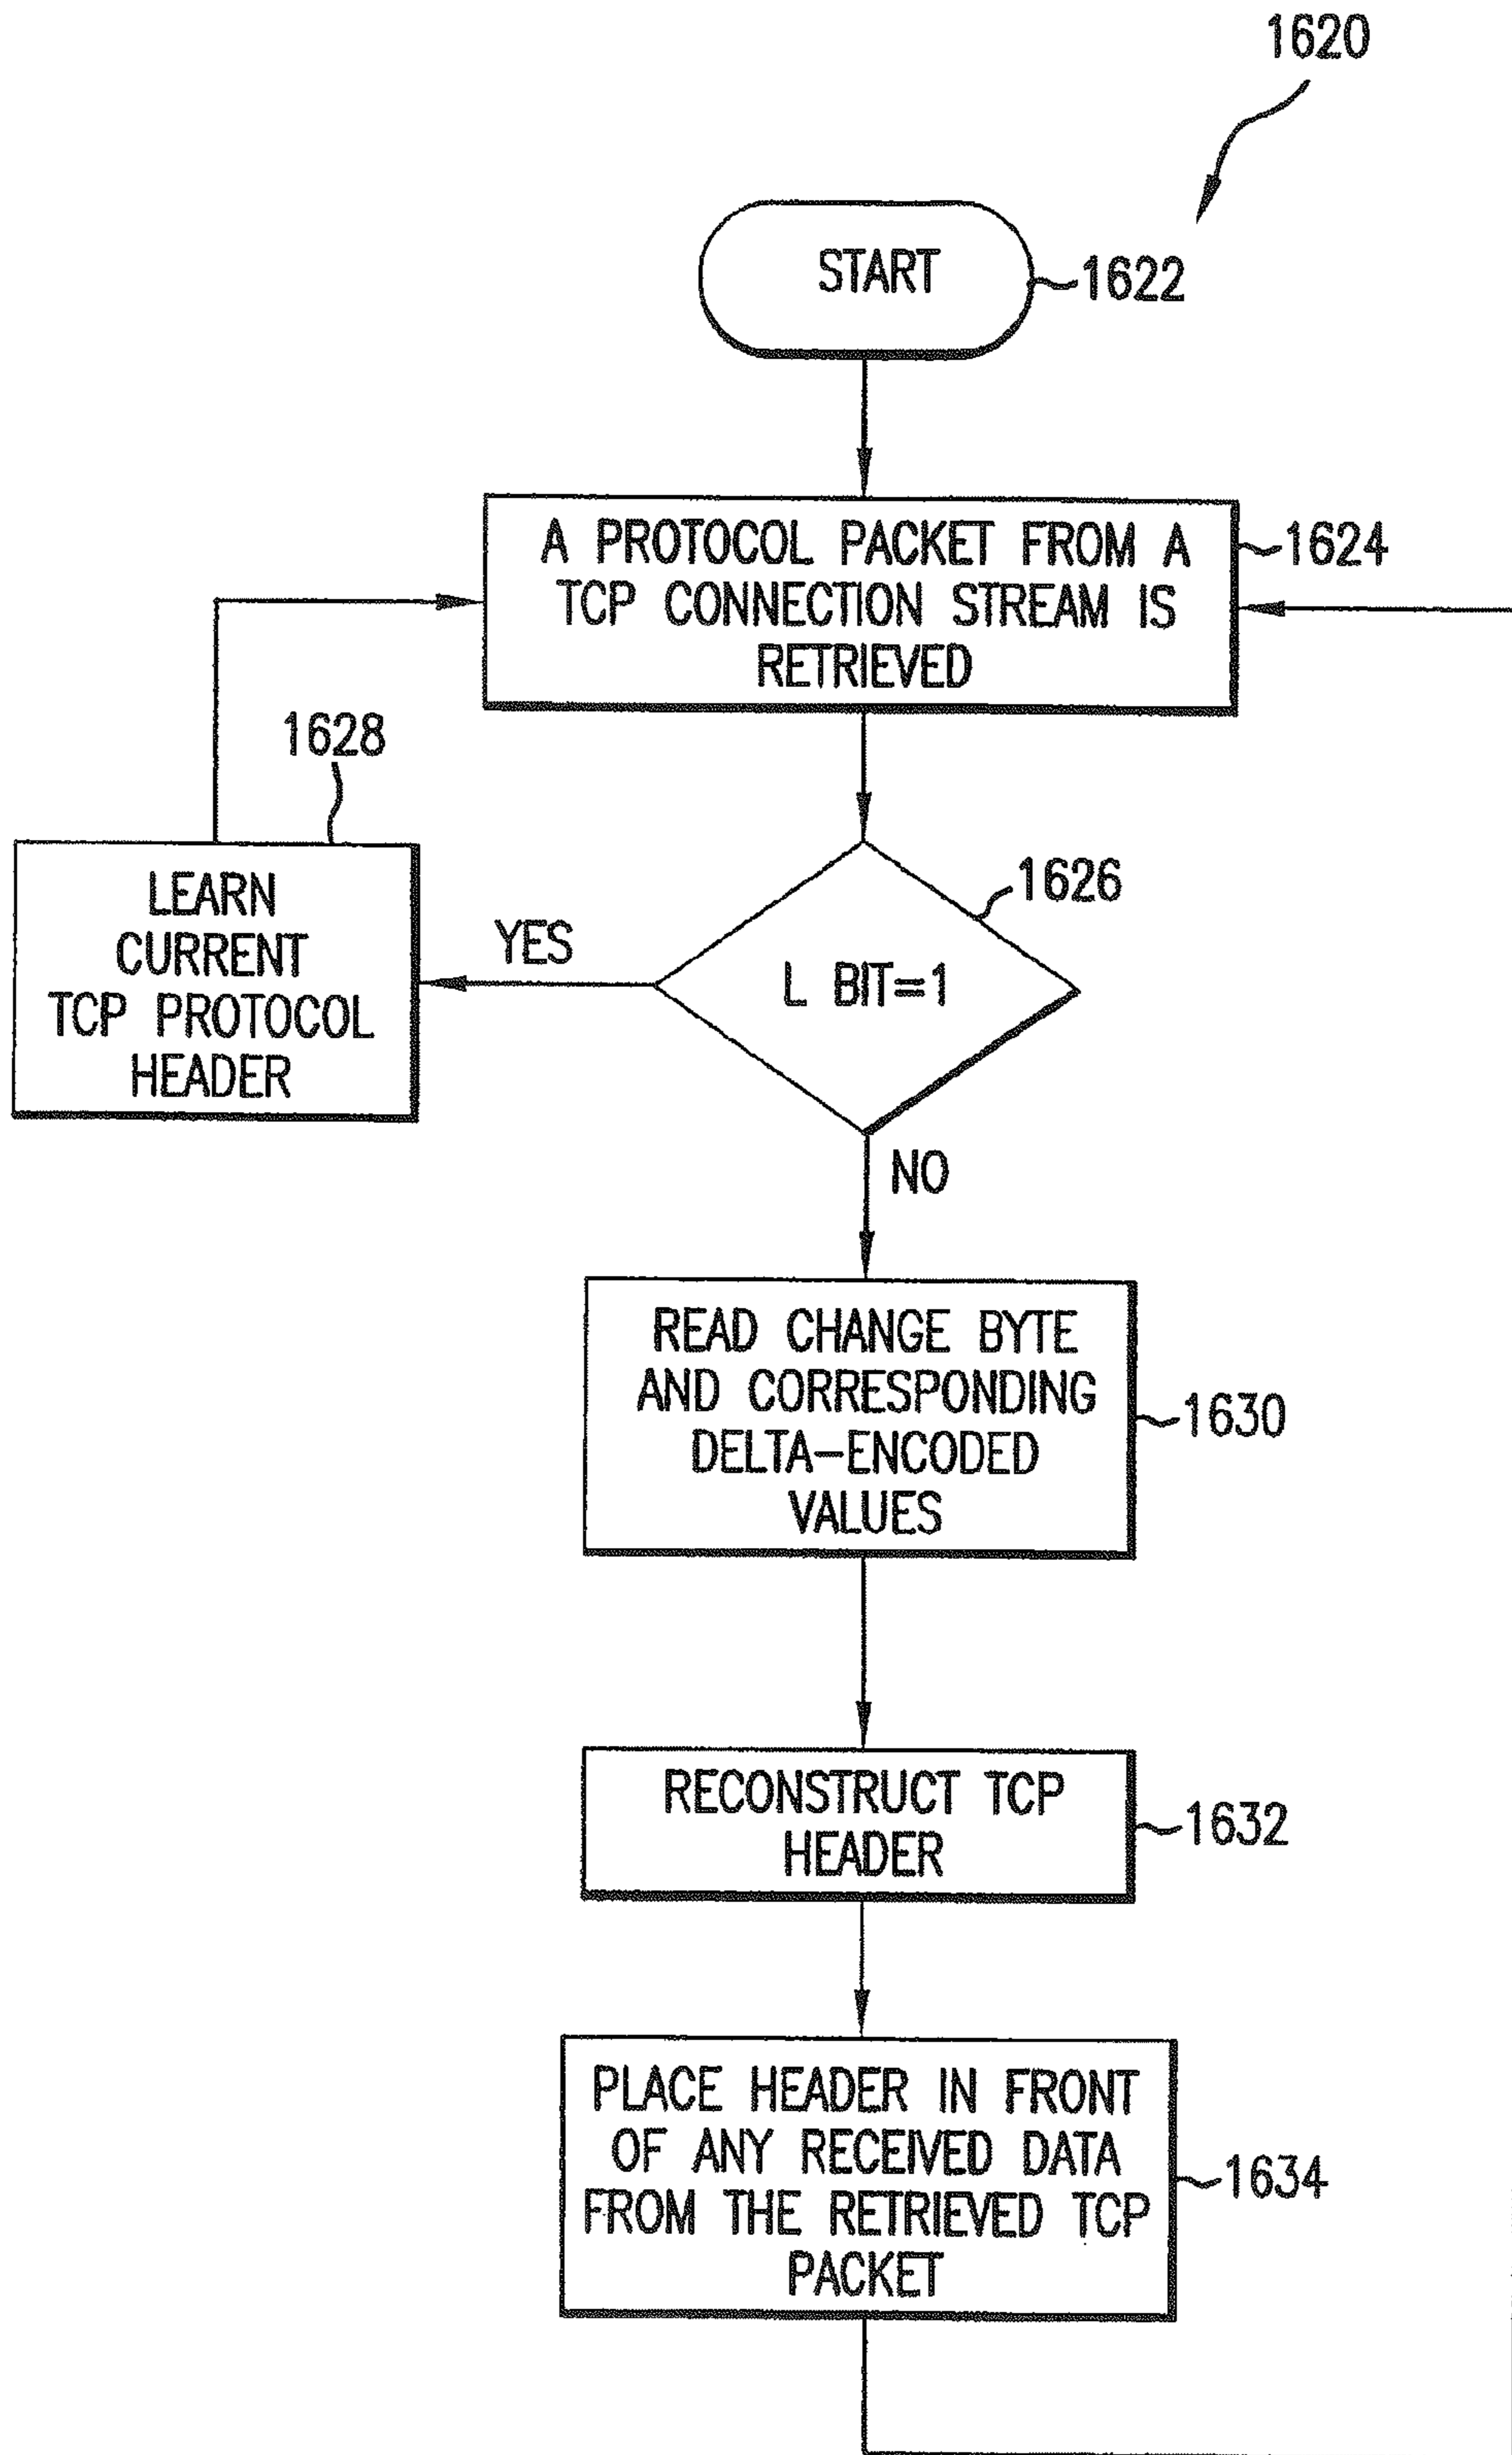 1620
START
1622
A PROTOCOL PACKET FROM A
TCP CONNECTION STREAM IS
RETRIEVED
1624
1628
LEARN
CURRENT
TCP PROTOCOL
HEADER
YES
1626
L BIT=1
NO
READ CHANGE BYTE
AND CORRESPONDING
DELTA-ENCODED
VALUES
1630
RECONSTRUCT TCP
HEADER
1632
PLACE HEADER IN FRONT
OF ANY RECEIVED DATA
FROM THE RETRIEVED TCP
PACKET
1634